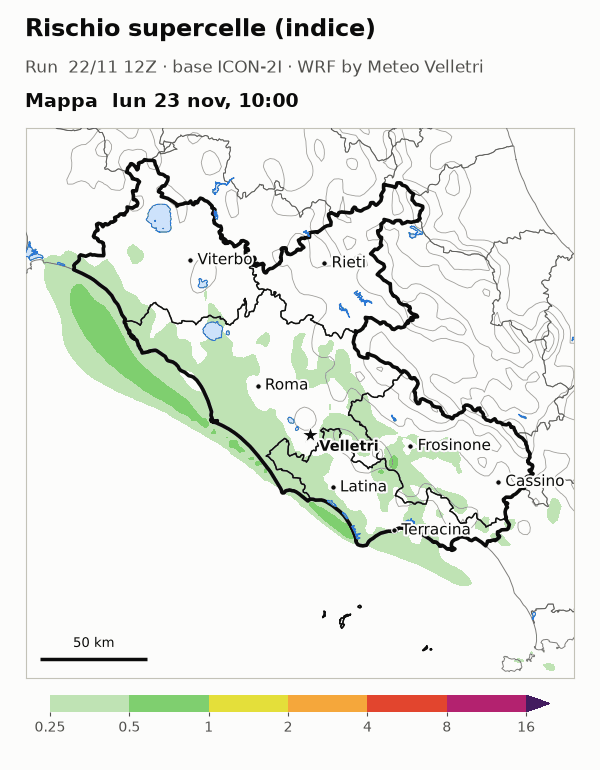 Rischio supercelle (indice)
Run  22/11 12Z · base ICON-2I · WRF by Meteo Velletri
Mappa  lun 23 nov, 10:00
Viterbo
Rieti
Roma
Velletri
Frosinone
Latina
Cassino
Terracina
50 km
0.25 0.5 1 2 4 8 16